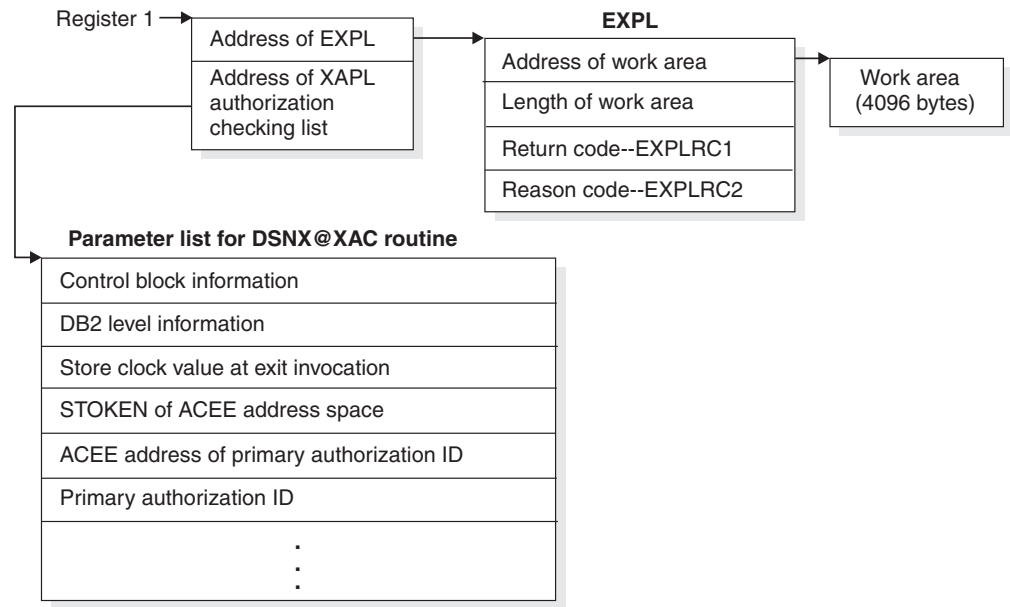 Register 1
Address of EXPL
Address of XAPL
authorization
checking list
EXPL
Address of work area
Length of work area
Return code--EXPLRC1
Reason code--EXPLRC2
Work area
(4096 bytes)
Parameter list for DSNX@XAC routine
Control block information
DB2 level information
Store clock value at exit invocation
STOKEN of ACEE address space
ACEE address of primary authorization ID
Primary authorization ID
.
.
.